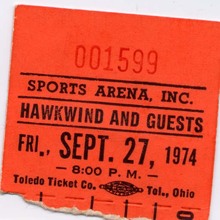 001599
SPORTS ARENA, INC.
HAWKWIND AND GUESTS
FRI., SEPT. 27, 1974
8:00 P. M.
Toledo Ticket Co. Tol., Ohio